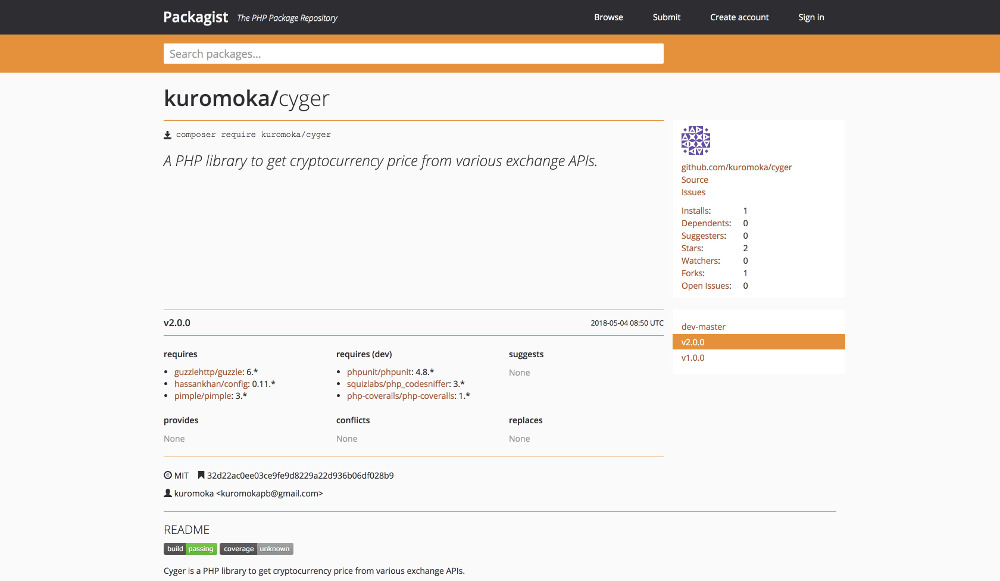 Packagist The PHP Package Repository Browse Submit Create account Sign in
Search packages...
kuromoka/cyger
composer require kuromoka/cyger
A PHP library to get cryptocurrency price from various exchange APIs.
github.com/kuromoka/cyger
Source
Issues
Installs: 1
Dependents: 0
Suggesters: 0
Stars: 2
Watchers: 0
Forks: 1
Open Issues: 0
v2.0.0 2018-05-04 08:50 UTC
dev-master
v2.0.0
v1.0.0
requires
guzzlehttp/guzzle: 6.*
hassankhan/config: 0.11.*
pimple/pimple: 3.*
requires (dev)
phpunit/phpunit: 4.8.*
squizlabs/php_codesniffer: 3.*
php-coveralls/php-coveralls: 1.*
suggests
None
provides
None
conflicts
None
replaces
None
MIT 32d22ac0ee03ce9fe9d8229a22d936b06df028b9
kuromoka <kuromokapb@gmail.com>
README
build passing coverage unknown
Cyger is a PHP library to get cryptocurrency price from various exchange APIs.